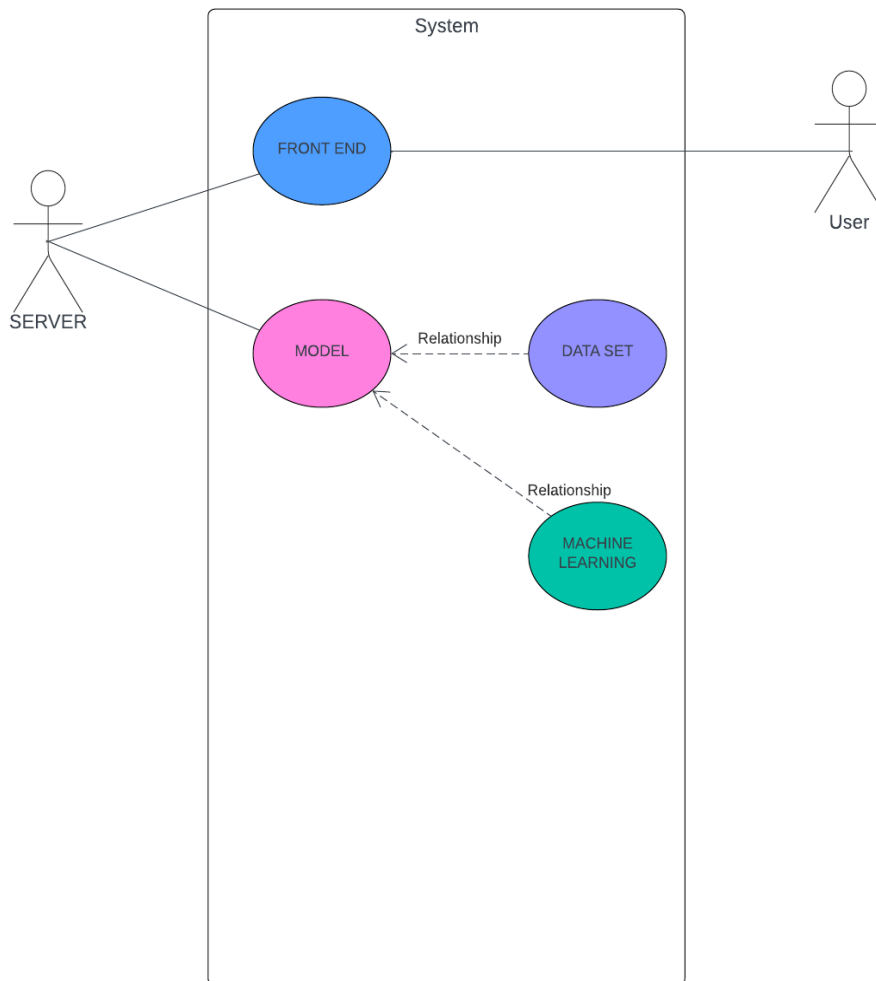 System
FRONT END
User
SERVER
MODEL
Relationship
DATA SET
Relationship
MACHINE
LEARNING